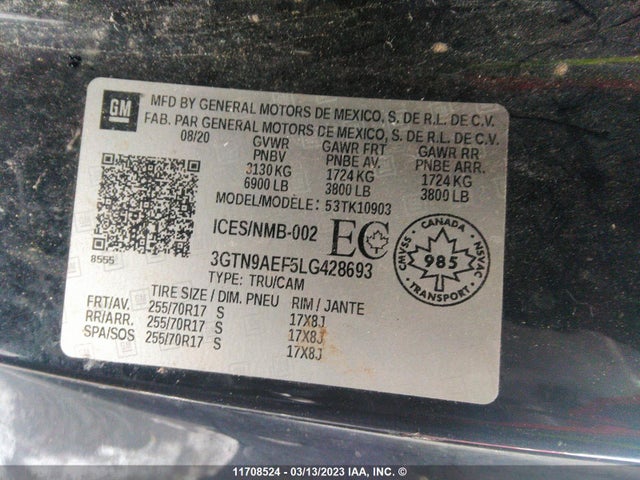 GM
MFD BY GENERAL MOTORS DE MEXICO, S. DE R.L. DE C.V.
FAB. PAR GENERAL MOTORS DE MEXICO, S. DE R.L. DE C.V.
08/20 GVWR GAWR FRT GAWR RR
PNBV PNBE AV. PNBE ARR.
3130 KG 1724 KG 1724 KG
6900 LB 3800 LB 3800 LB
MODEL/MODÈLE: 53TK10903
ICES/NMB-002 EC
8555
3GTN9AEF5LG428693
TYPE: TRU/CAM
CANADA
CMVSS NSVAC
985
TRANSPORT
TIRE SIZE / DIM. PNEU RIM / JANTE
FRT/AV. 255/70R17 S 17X8J
RR/ARR. 255/70R17 S 17X8J
SPA/SOS 255/70R17 S 17X8J
11708524 - 03/13/2023 IAA, INC. ©